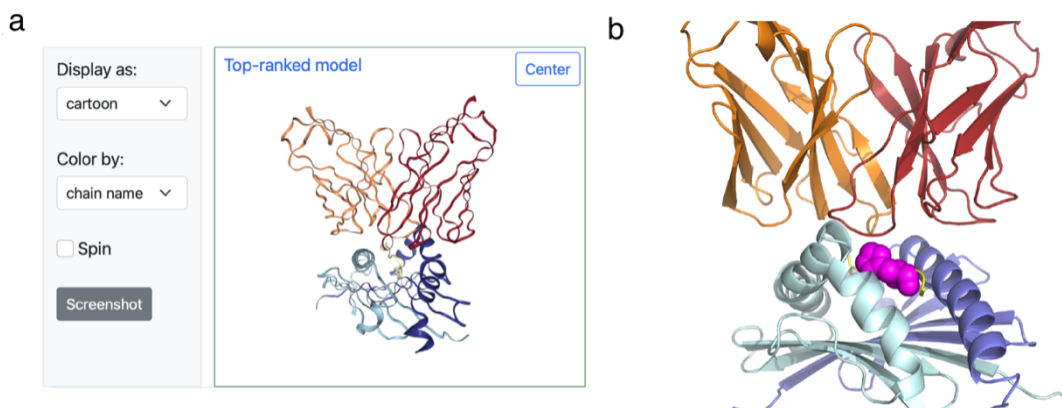 a
Display as:
cartoon
Color by:
chain name
Spin
Screenshot
Top-ranked model
Center
b